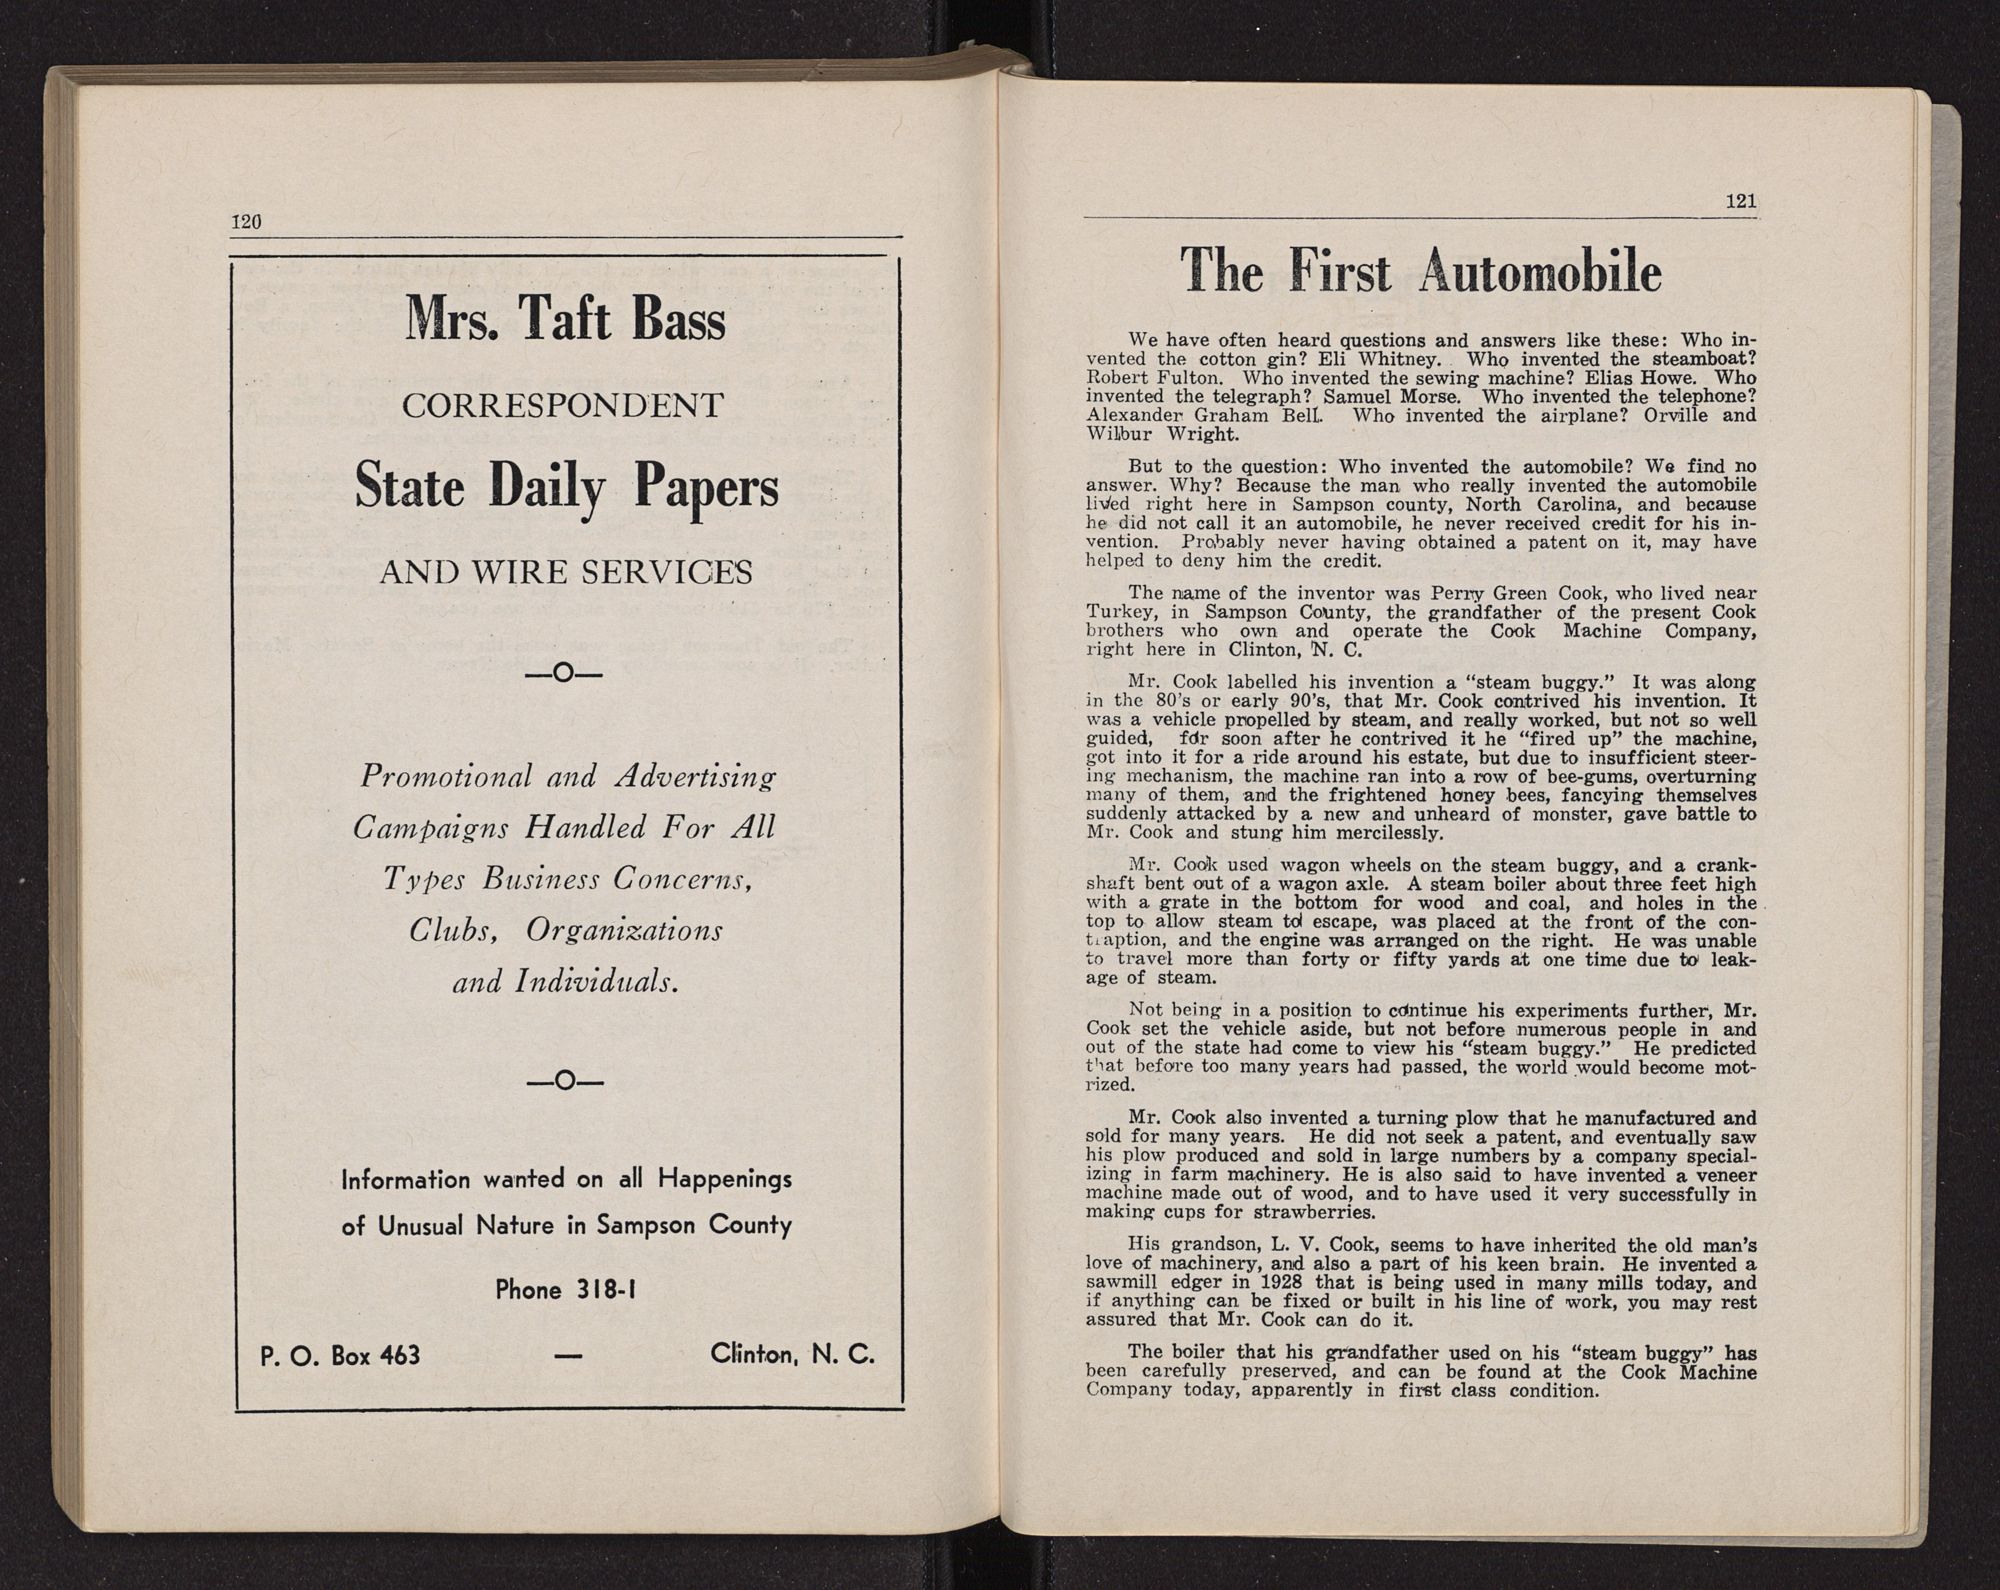 120
Mrs. Taft Bass
CORRESPONDENT
State Daily Papers
AND WIRE SERVICES
—O—
Promotional and Advertising
Campaigns Handled For All
Types Business Concerns,
Clubs, Organizations
and Individuals.
—O—
Information wanted on all Happenings
of Unusual Nature in Sampson County
Phone 318-1
P. O. Box 463 — Clinton, N. C.
121
The First Automobile
We have often heard questions and answers like these: Who in-
vented the cotton gin? Eli Whitney. Who invented the steamboat?
Robert Fulton. Who invented the sewing machine? Elias Howe. Who
invented the telegraph? Samuel Morse. Who invented the telephone?
Alexander Graham Bell. Who invented the airplane? Orville and
Wilbur Wright.
But to the question: Who invented the automobile? We find no
answer. Why? Because the man who really invented the automobile
lived right here in Sampson county, North Carolina, and because
he did not call it an automobile, he never received credit for his in-
vention. Probably never having obtained a patent on it, may have
helped to deny him the credit.
The name of the inventor was Perry Green Cook, who lived near
Turkey, in Sampson County, the grandfather of the present Cook
brothers who own and operate the Cook Machine Company,
right here in Clinton, N. C.
Mr. Cook labelled his invention a “steam buggy.” It was along
in the 80’s or early 90’s, that Mr. Cook contrived his invention. It
was a vehicle propelled by steam, and really worked, but not so well
guided, for soon after he contrived it he “fired up” the machine,
got into it for a ride around his estate, but due to insufficient steer-
ing mechanism, the machine ran into a row of bee-gums, overturning
many of them, and the frightened honey bees, fancying themselves
suddenly attacked by a new and unheard of monster, gave battle to
Mr. Cook and stung him mercilessly.
Mr. Cook used wagon wheels on the steam buggy, and a crank-
shaft bent out of a wagon axle. A steam boiler about three feet high
with a grate in the bottom for wood and coal, and holes in the
top to allow steam to escape, was placed at the front of the con-
traption, and the engine was arranged on the right. He was unable
to travel more than forty or fifty yards at one time due to leak-
age of steam.
Not being in a position to continue his experiments further, Mr.
Cook set the vehicle aside, but not before numerous people in and
out of the state had come to view his “steam buggy.” He predicted
that before too many years had passed, the world would become mot-
rized.
Mr. Cook also invented a turning plow that he manufactured and
sold for many years. He did not seek a patent, and eventually saw
his plow produced and sold in large numbers by a company special-
izing in farm machinery. He is also said to have invented a veneer
machine made out of wood, and to have used it very successfully in
making cups for strawberries.
His grandson, L. V. Cook, seems to have inherited the old man’s
love of machinery, and also a part of his keen brain. He invented a
sawmill edger in 1928 that is being used in many mills today, and
if anything can be fixed or built in his line of work, you may rest
assured that Mr. Cook can do it.
The boiler that his grandfather used on his “steam buggy” has
been carefully preserved, and can be found at the Cook Machine
Company today, apparently in first class condition.